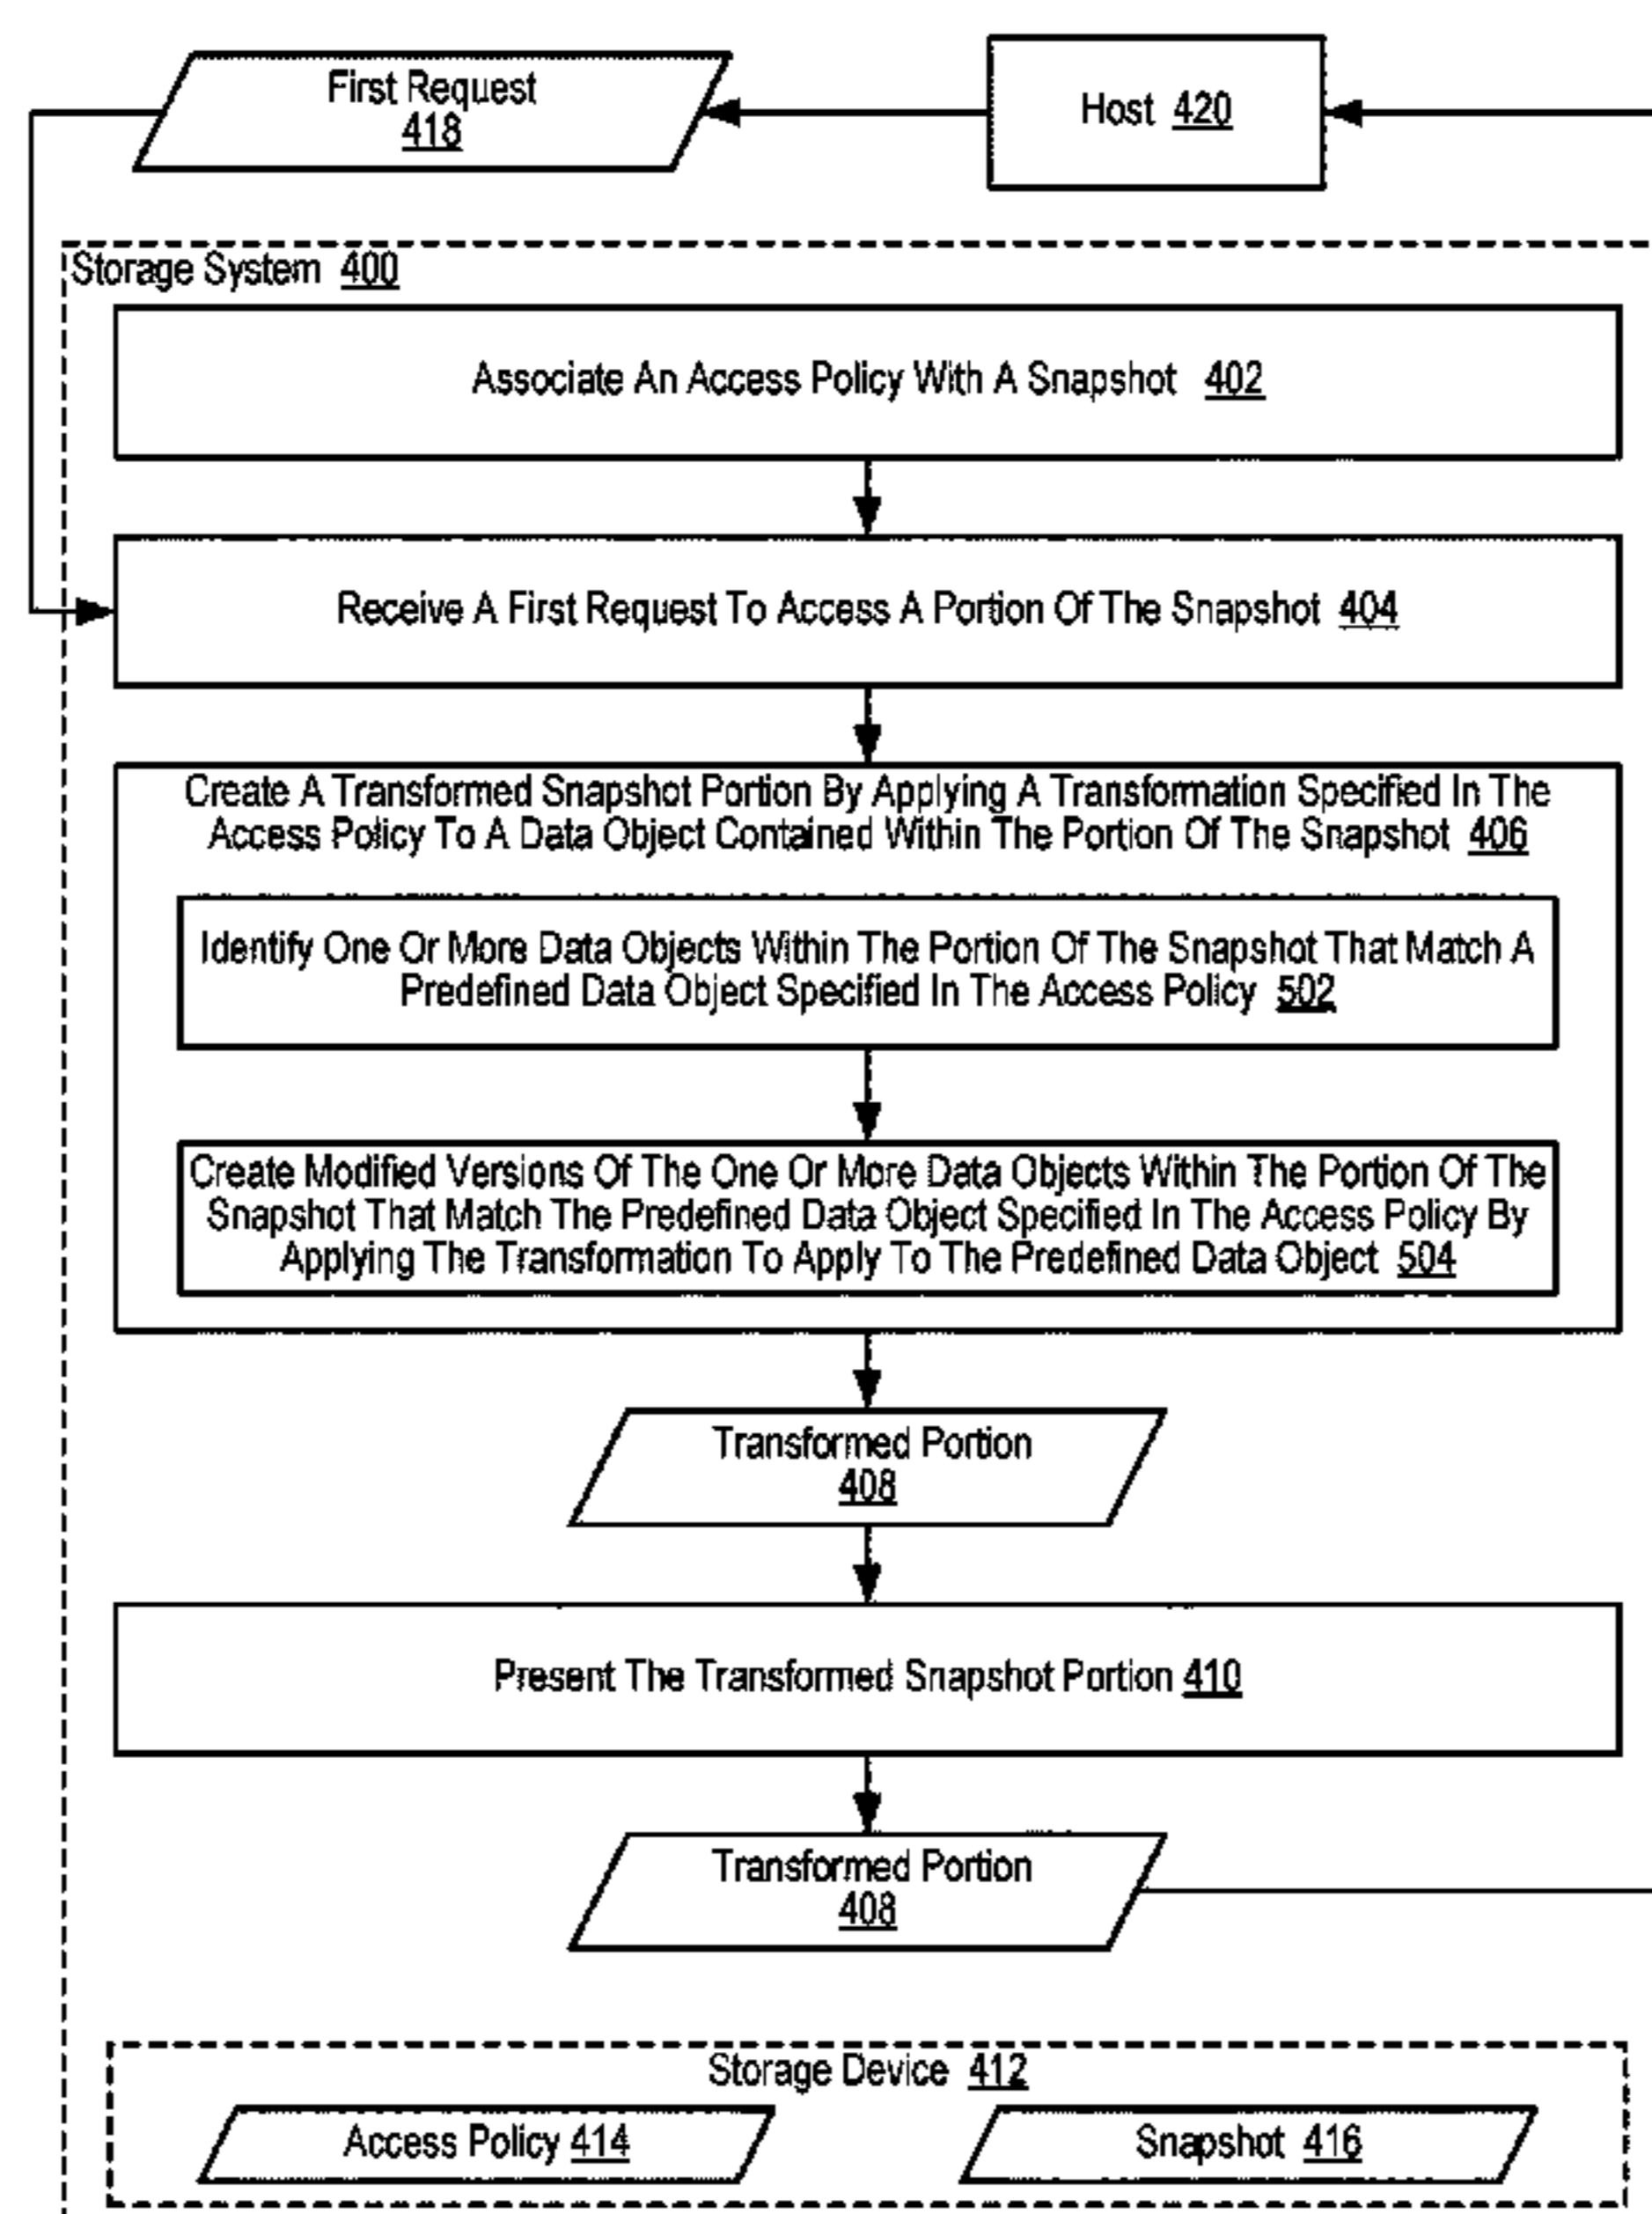 First Request
418
Host 420
Storage System 400
Associate An Access Policy With A Snapshot 402
Receive A First Request To Access A Portion Of The Snapshot 404
Create A Transformed Snapshot Portion By Applying A Transformation Specified In The
Access Policy To A Data Object Contained Within The Portion Of The Snapshot 406
Identify One Or More Data Objects Within The Portion Of The Snapshot That Match A
Predefined Data Object Specified In The Access Policy 502
Create Modified Versions Of The One Or More Data Objects Within The Portion Of The
Snapshot That Match The Predefined Data Object Specified In The Access Policy By
Applying The Transformation To Apply To The Predefined Data Object 504
Transformed Portion
408
Present The Transformed Snapshot Portion 410
Transformed Portion
408
Storage Device 412
Access Policy 414
Snapshot 416